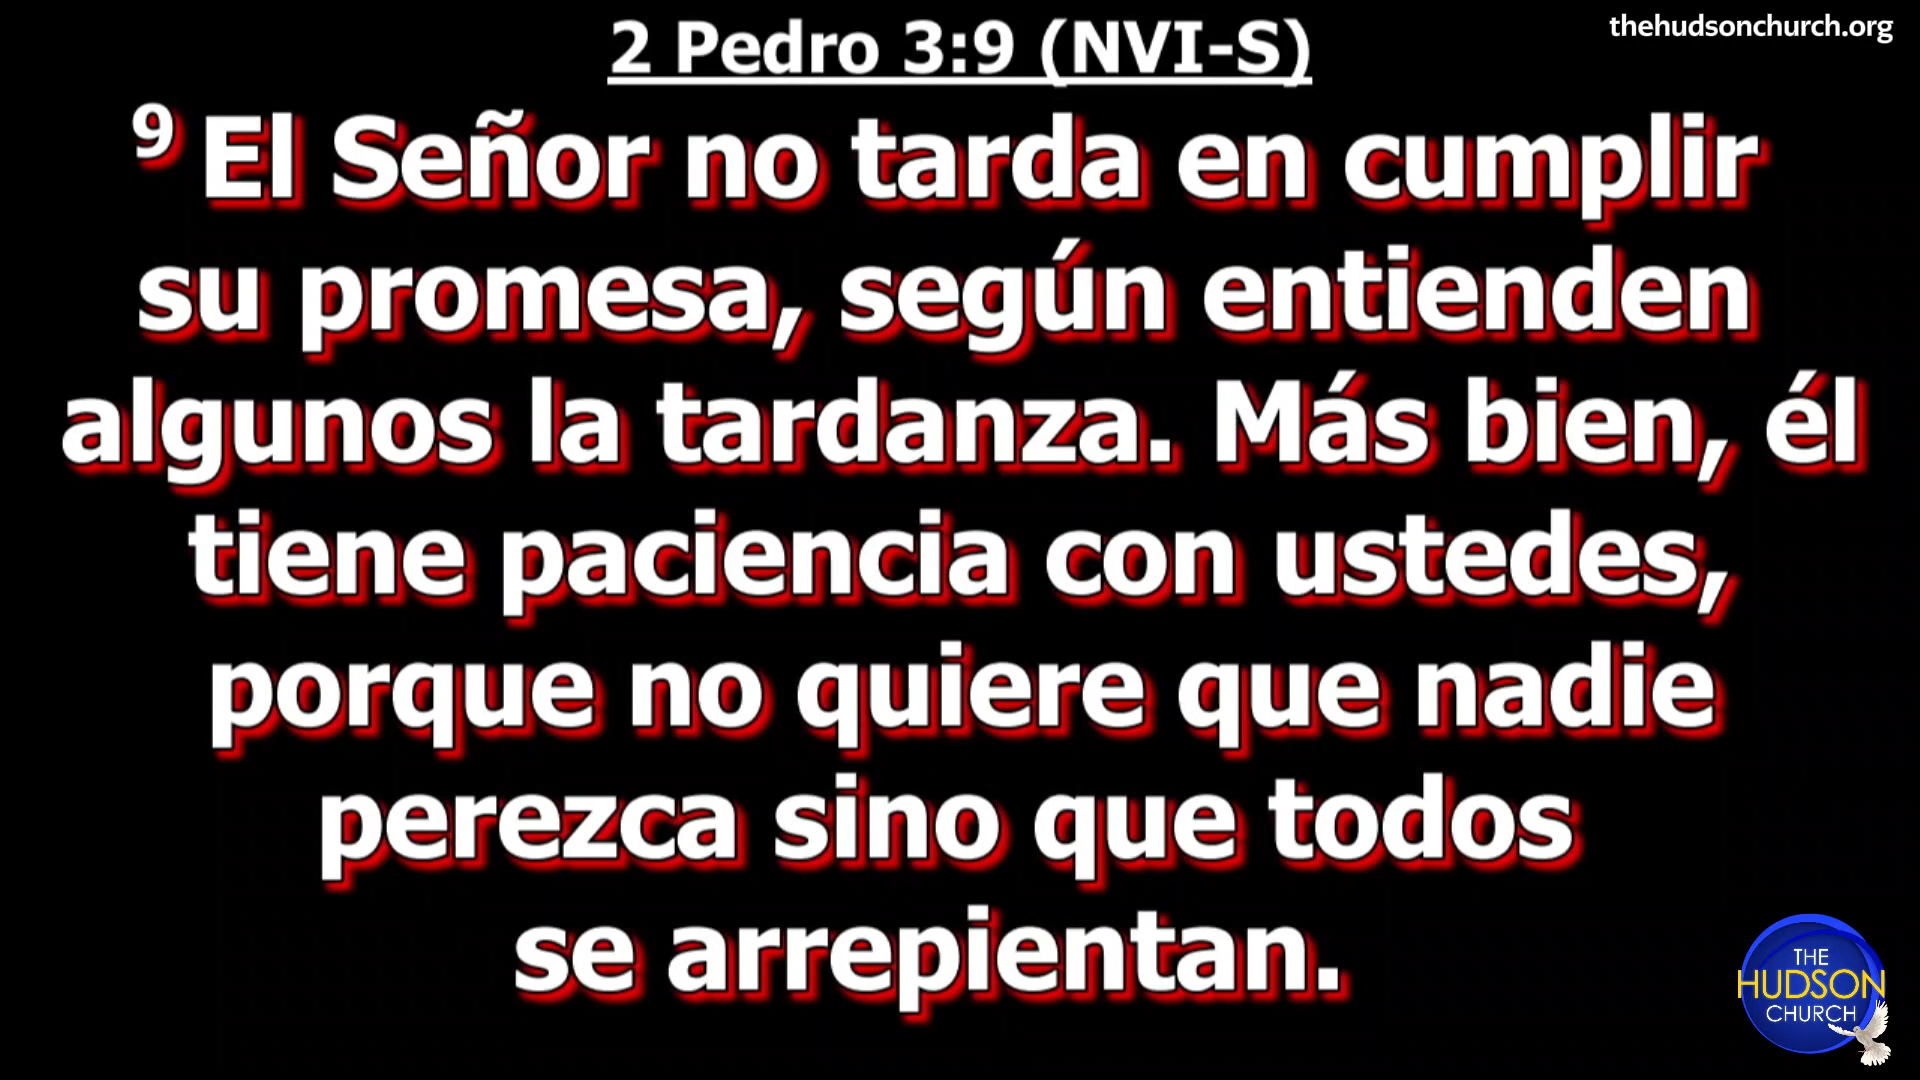 2 Pedro 3:9 (NVI-S)
thehudsonchurch.org
9 El Señor no tarda en cumplir
su promesa, según entienden
algunos la tardanza. Más bien, él
tiene paciencia con ustedes,
porque no quiere que nadie
perezca sino que todos
se arrepientan.
THE
HUDSON
CHURCH